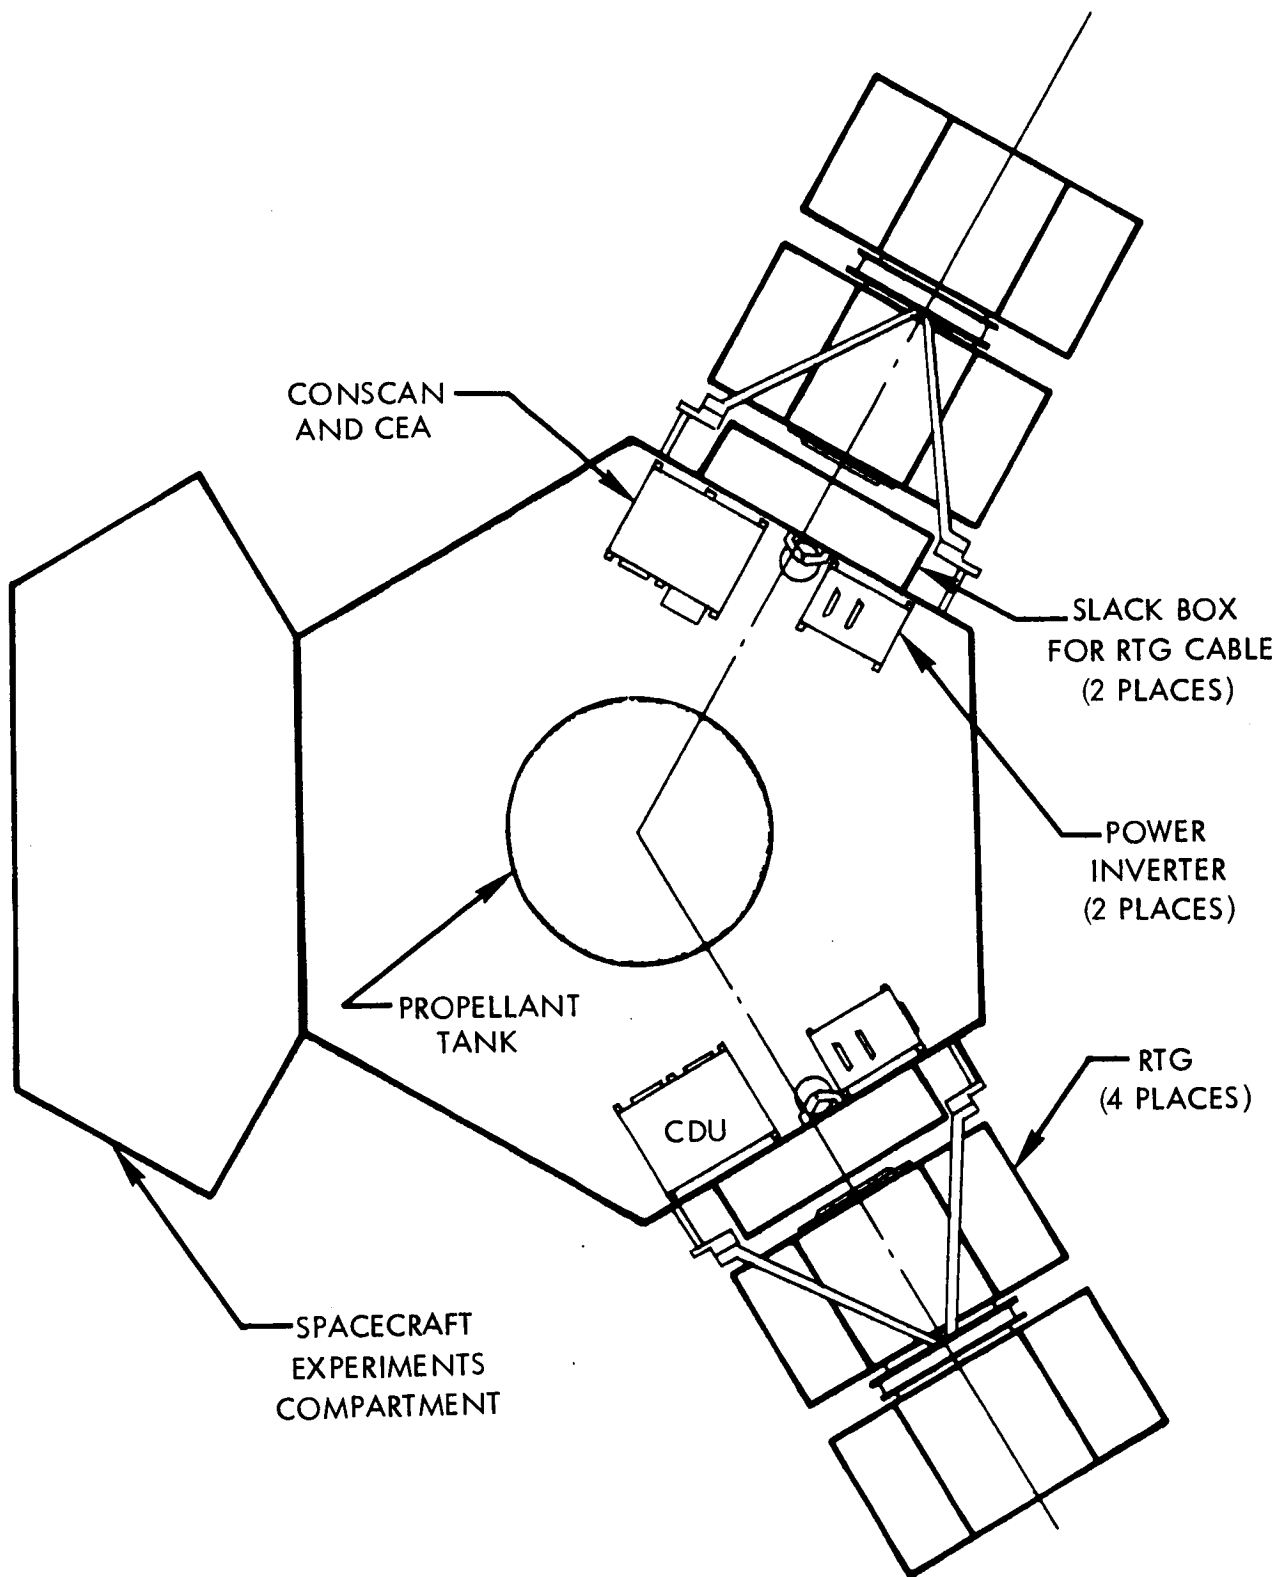 CONSCAN
AND CEA
SLACK BOX
FOR RTG CABLE
(2 PLACES)
POWER
INVERTER
(2 PLACES)
PROPELLANT
TANK
RTG
(4 PLACES)
CDU
SPACECRAFT
EXPERIMENTS
COMPARTMENT